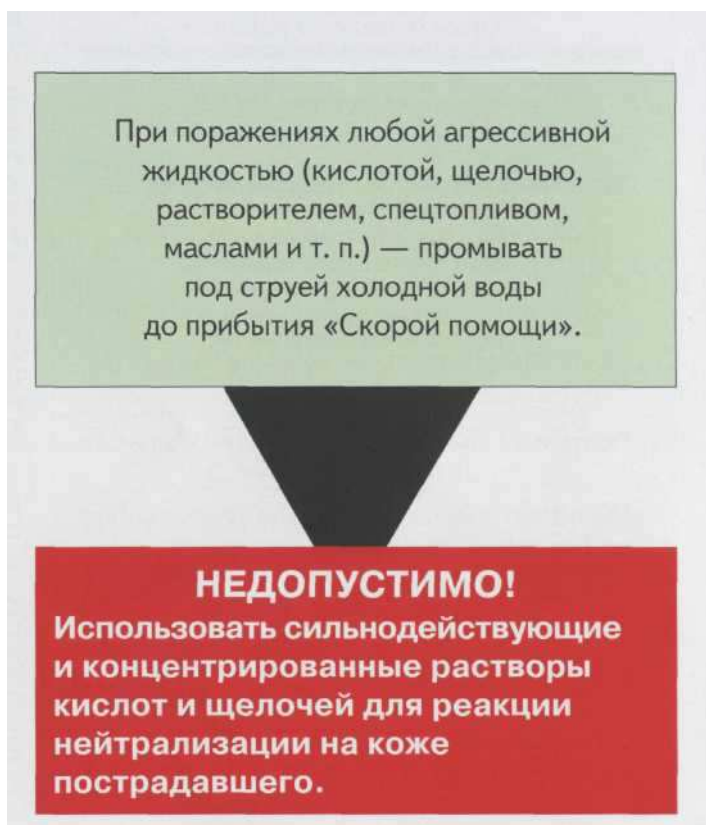 При поражениях любой агрессивной
жидкостью (кислотой, щелочью,
растворителем, спецтопливом,
маслами и т. п.) — промывать
под струей холодной воды
до прибытия «Скорой помощи».
НЕДОПУСТИМО!
Использовать сильнодействующие
и концентрированные растворы
кислот и щелочей для реакции
нейтрализации на коже
пострадавшего.